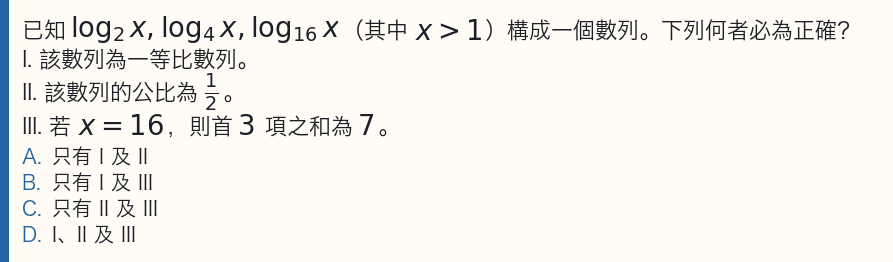 已知 log₂ x, log₄ x, log₁₆ x（其中 x > 1）構成一個數列。下列何者必為正確?
I. 該數列為一等比數列。
II. 該數列的公比為 1/2。
III. 若 x = 16，則首 3 項之和為 7。
A. 只有 I 及 II
B. 只有 I 及 III
C. 只有 II 及 III
D. I、II 及 III